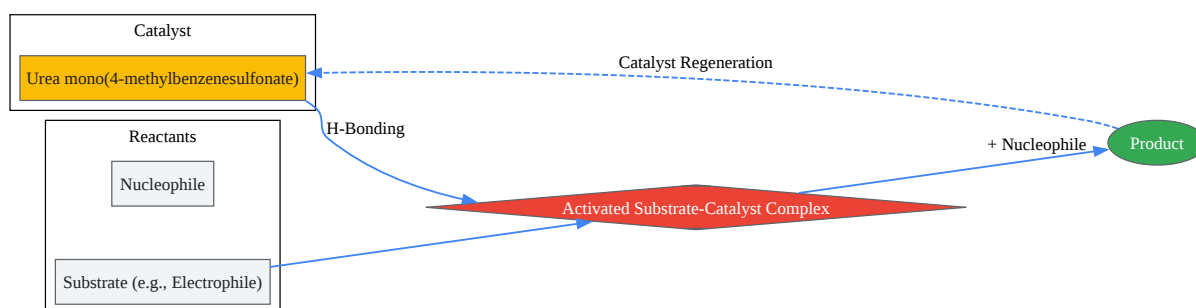 Catalyst
Urea mono(4-methylbenzenesulfonate)
Catalyst Regeneration
H-Bonding
Reactants
Nucleophile
Substrate (e.g., Electrophile)
Activated Substrate-Catalyst Complex
+ Nucleophile
Product